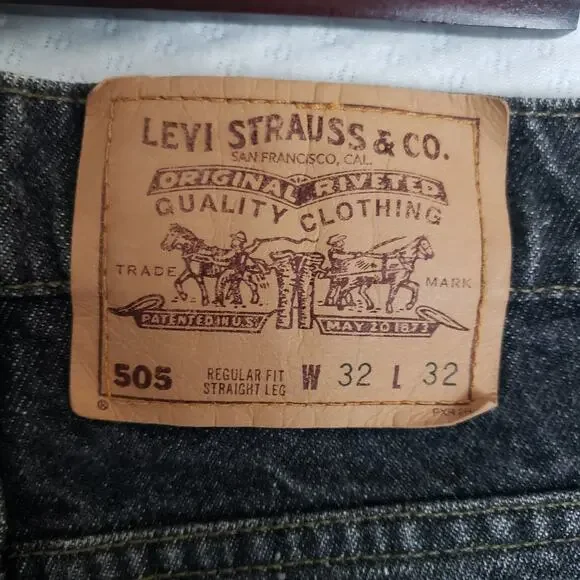 LEVI STRAUSS & CO.
SAN FRANCISCO, CAL.
ORIGINAL RIVETED
QUALITY CLOTHING
TRADE MARK
PATENTED IN U.S. MAY 20 1873
505 REGULAR FIT W 32 L 32
STRAIGHT LEG
®